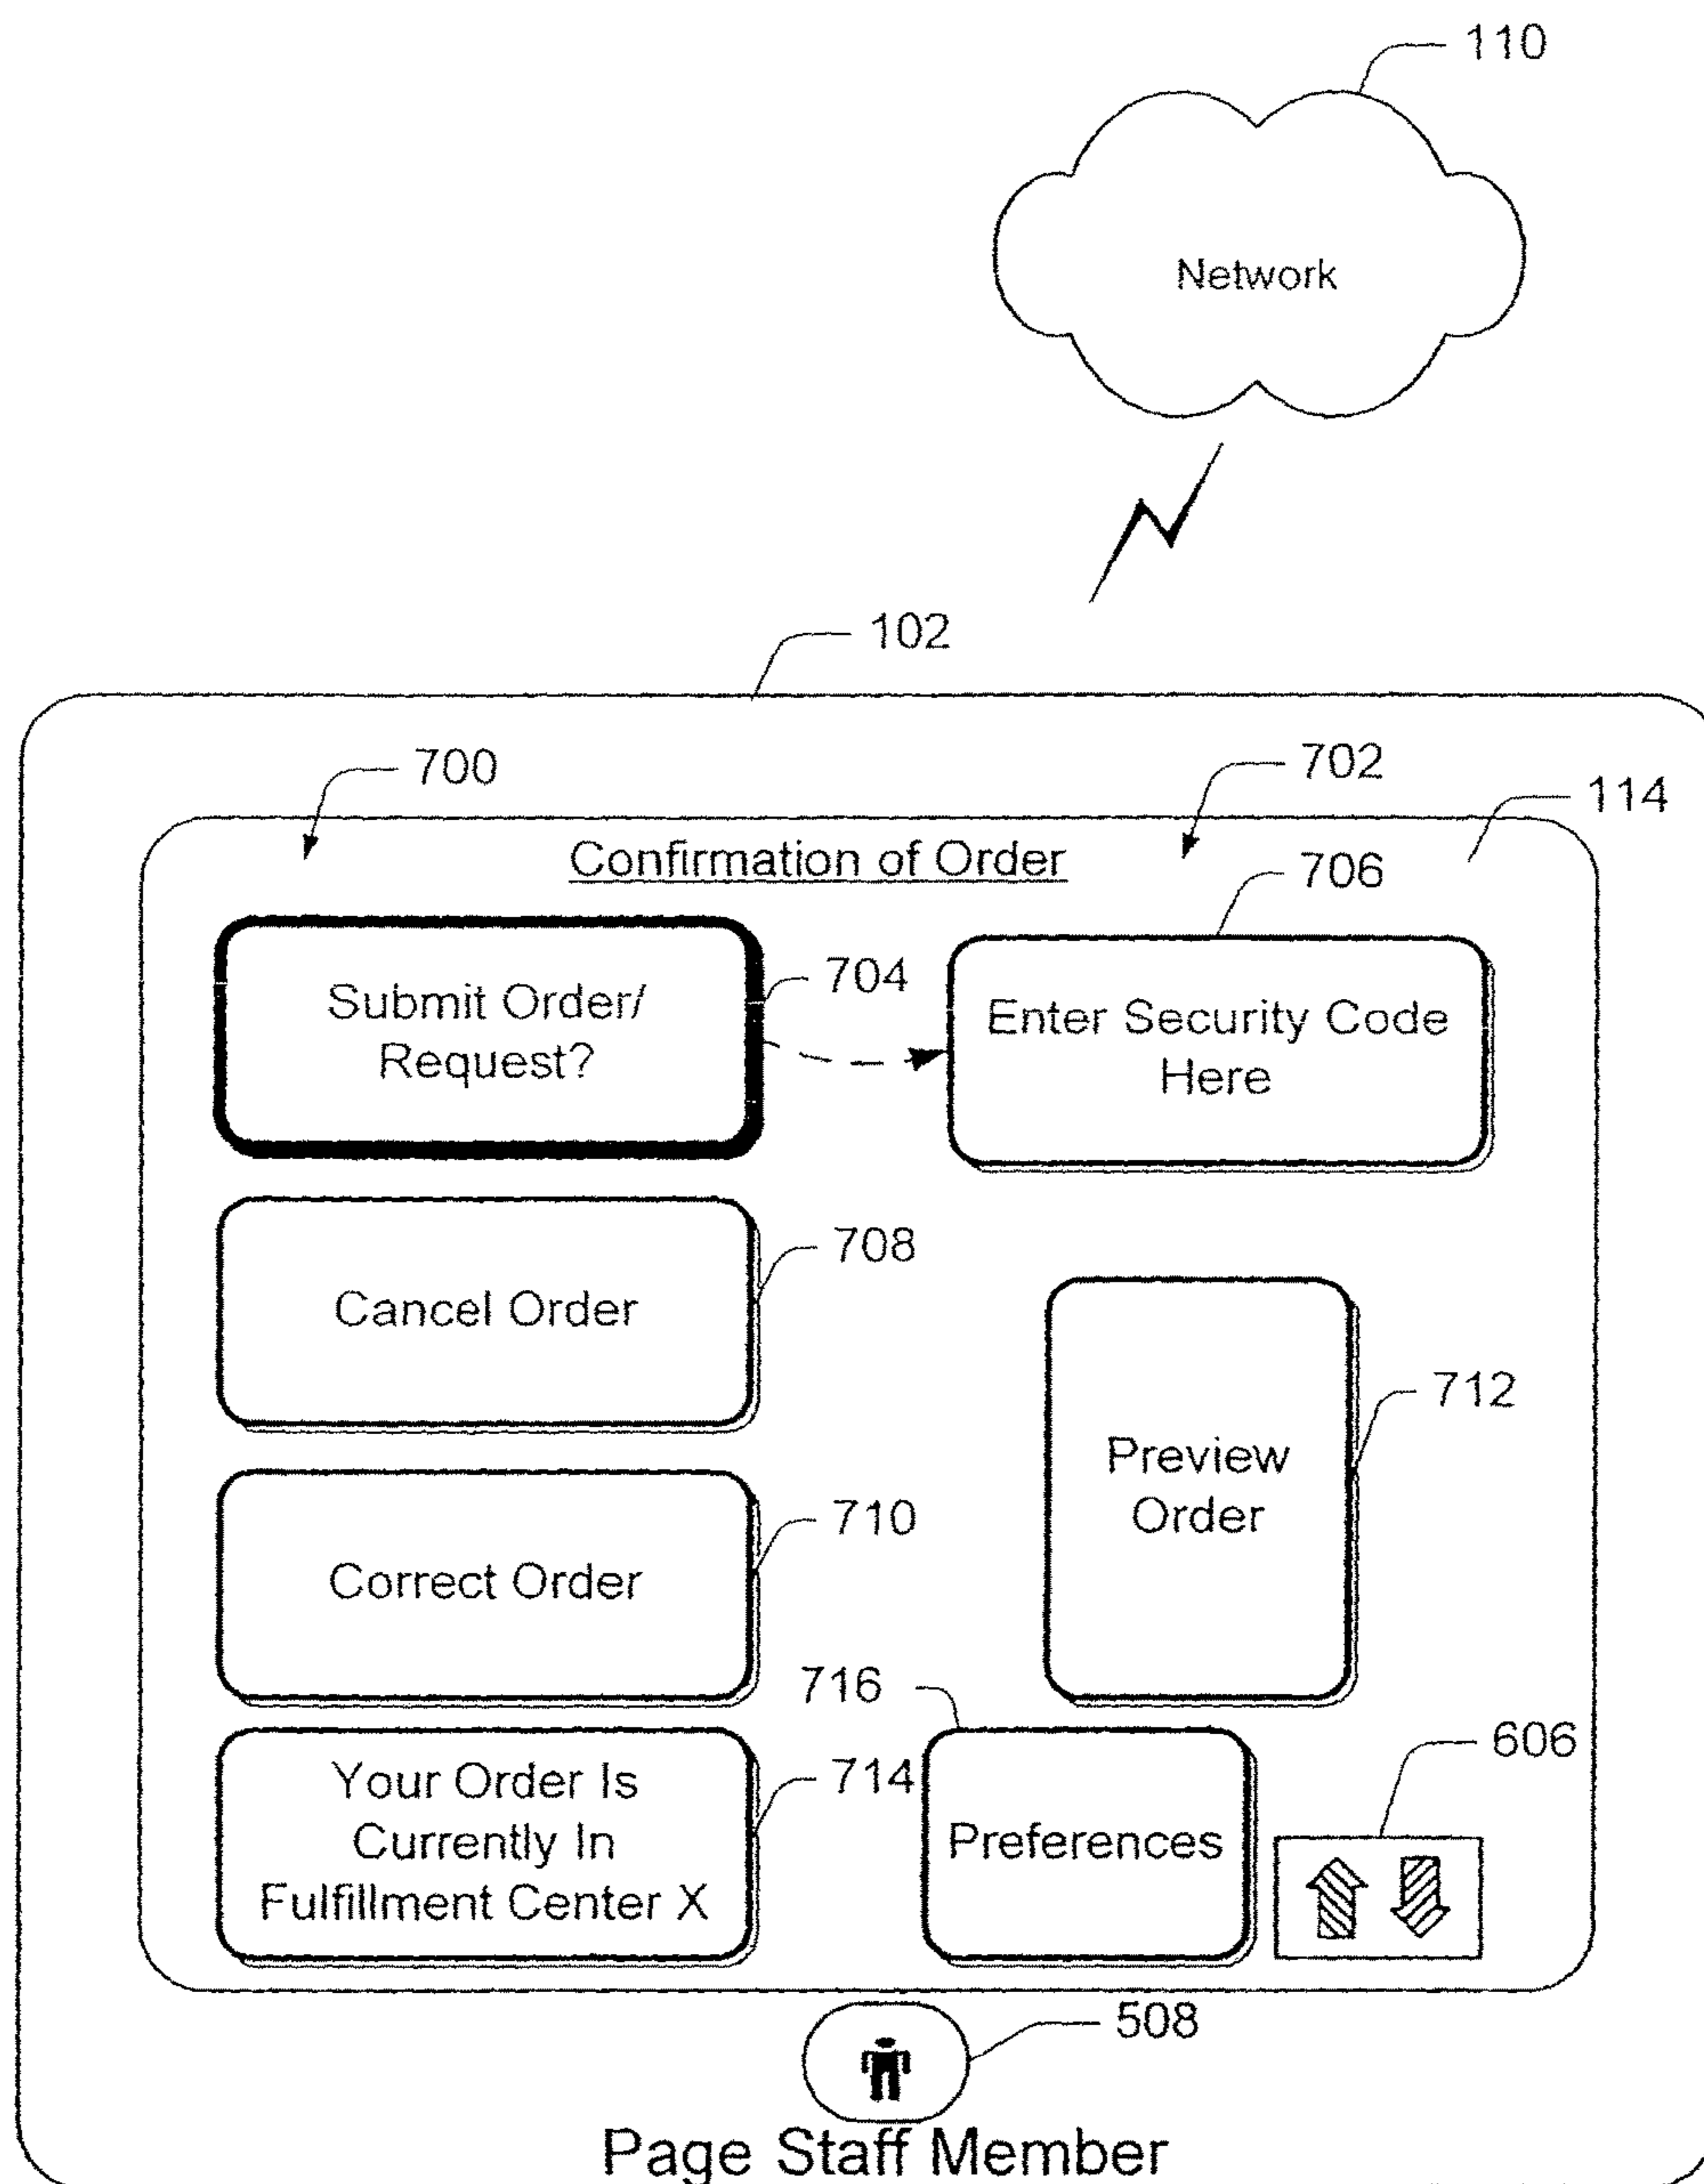 110
Network
102
700
702
114
Confirmation of Order
706
Submit Order/
Request?
704
Enter Security Code
Here
708
Cancel Order
712
Preview
Order
710
Correct Order
716
606
Your Order Is
Currently In
Fulfillment Center X
714
Preferences
508
Page Staff Member